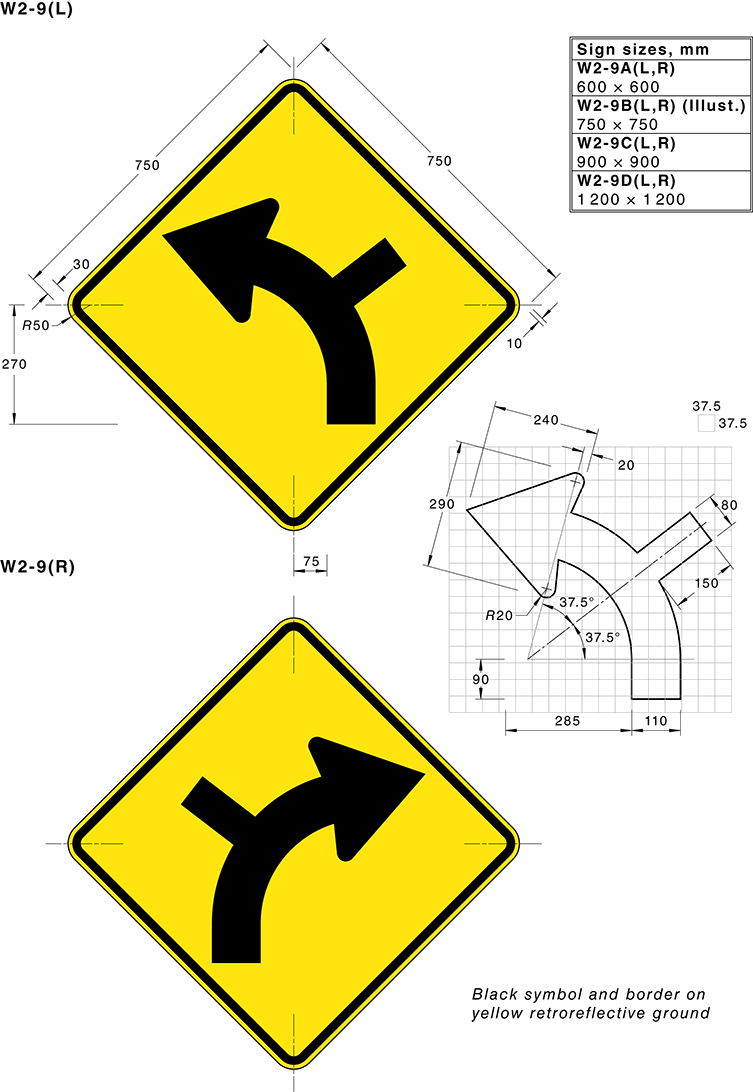 W2-9(L)
Sign sizes, mm
W2-9A(L,R)
600 × 600
W2-9B(L,R) (Illust.)
750 × 750
W2-9C(L,R)
900 × 900
W2-9D(L,R)
1 200 × 1 200
750
750
30
R50
270
10
75
37.5
37.5
240
20
290
80
150
R20
37.5°
37.5°
90
285
110
W2-9(R)
Black symbol and border on
yellow retroreflective ground